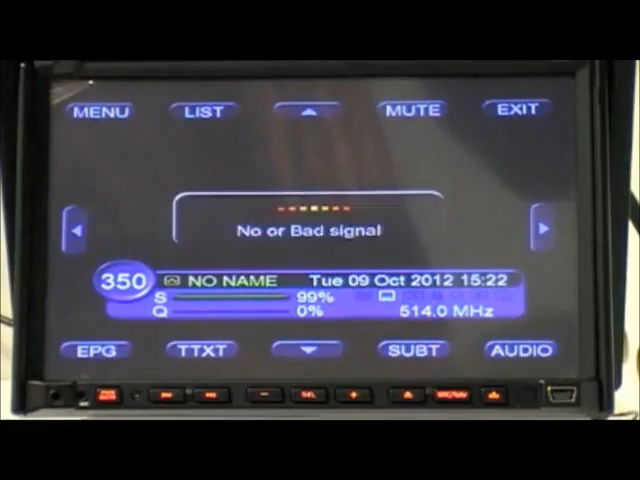 MENU LIST MUTE EXIT
No or Bad signal
350 NO NAME Tue 09 Oct 2012 15:22
S 99%
Q 0% 514.0 MHz
EPG TTXT SUBT AUDIO
SEL